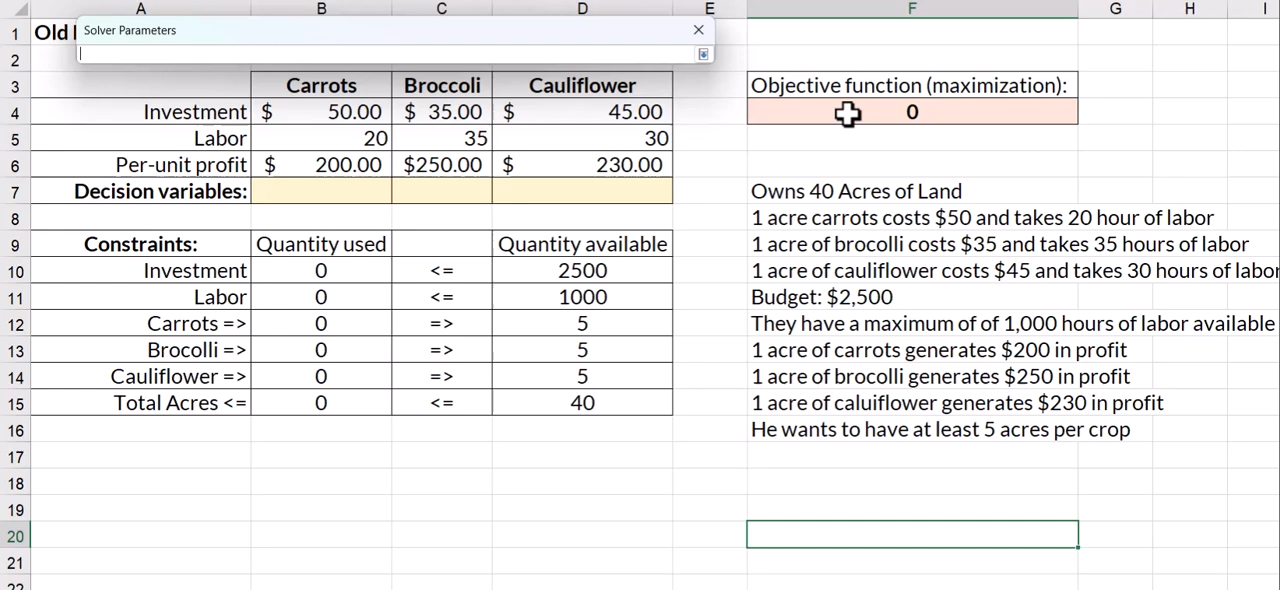 A B C D E F G H I
Solver Parameters
1 Old
2
3 Carrots Broccoli Cauliflower Objective function (maximization):
4 Investment $ 50.00 $ 35.00 $ 45.00 0
5 Labor 20 35 30
6 Per-unit profit $ 200.00 $250.00 $ 230.00
7 Decision variables: Owns 40 Acres of Land
8 1 acre carrots costs $50 and takes 20 hour of labor
9 Constraints: Quantity used Quantity available 1 acre of brocolli costs $35 and takes 35 hours of labor
10 Investment 0 <= 2500 1 acre of cauliflower costs $45 and takes 30 hours of labor
11 Labor 0 <= 1000 Budget: $2,500
12 Carrots => 0 => 5 They have a maximum of of 1,000 hours of labor available
13 Brocolli => 0 => 5 1 acre of carrots generates $200 in profit
14 Cauliflower => 0 => 5 1 acre of brocolli generates $250 in profit
15 Total Acres <= 0 <= 40 1 acre of caluiflower generates $230 in profit
16 He wants to have at least 5 acres per crop
17
18
19
20
21
22